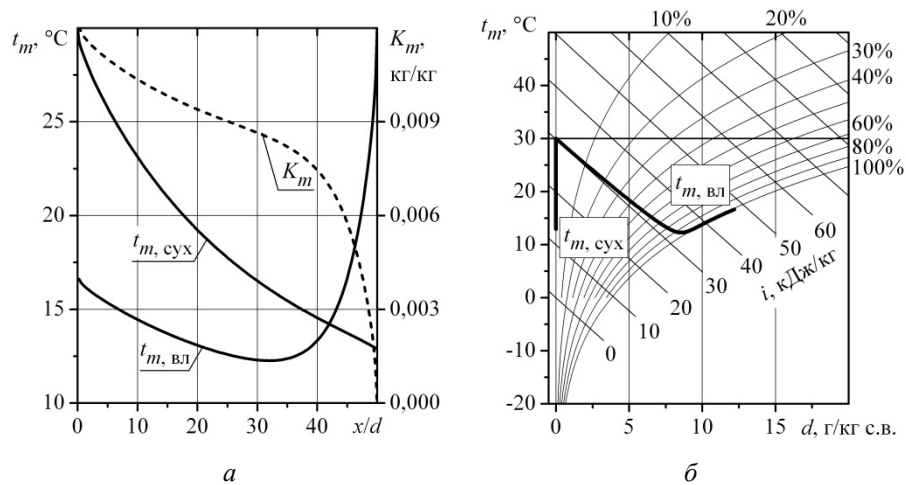 t_m, °C
K_m,
кг/кг
25
20
15
10
0,009
0,006
0,003
0,000
K_m
t_m, сух
t_m, вл
0 10 20 30 40 x/d
а
t_m, °C
10%
20%
30%
40%
60%
80%
100%
50
40
30
20
10
0
-10
-20
t_m, вл
t_m, сух
60
50
40
30
20
10
0
i, кДж/кг
0 5 10 15 d, г/кг с.в.
б